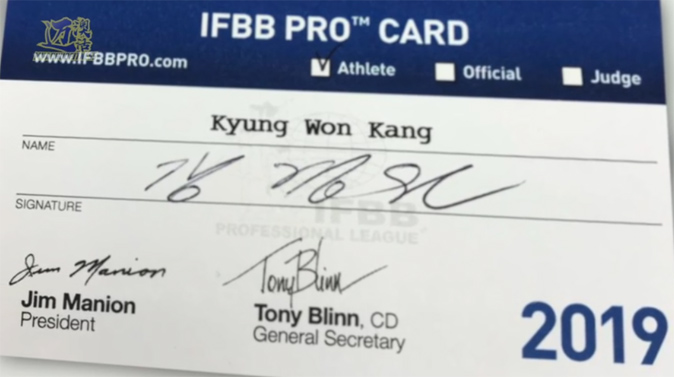 IFBB PRO™ CARD
www.IFBBPRO.com
Athlete Official Judge
Kyung Won Kang
NAME
SIGNATURE
IFBB
PROFESSIONAL LEAGUE
Jim Manion Tony Blinn
Jim Manion
President
Tony Blinn, CD
General Secretary
2019